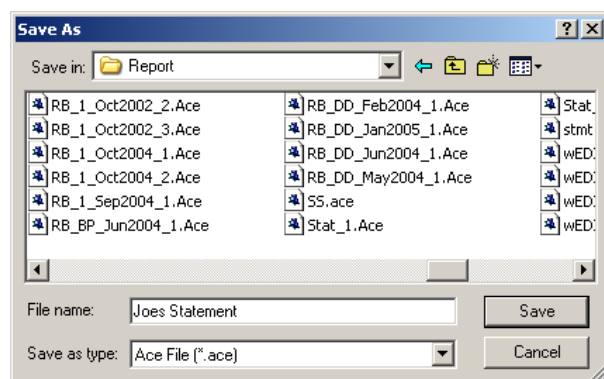 Save As
Save in: Report
RB_1_Oct2002_2.Ace
RB_1_Oct2002_3.Ace
RB_1_Oct2004_1.Ace
RB_1_Oct2004_2.Ace
RB_1_Sep2004_1.Ace
RB_BP_Jun2004_1.Ace
RB_DD_Feb2004_1.Ace
RB_DD_Jan2005_1.Ace
RB_DD_Jun2004_1.Ace
RB_DD_May2004_1.Ace
SS.ace
Stat_1.Ace
Stat_
stmt
wED
wED
wED
wED
File name: Joes Statement Save
Save as type: Ace File (*.ace) Cancel